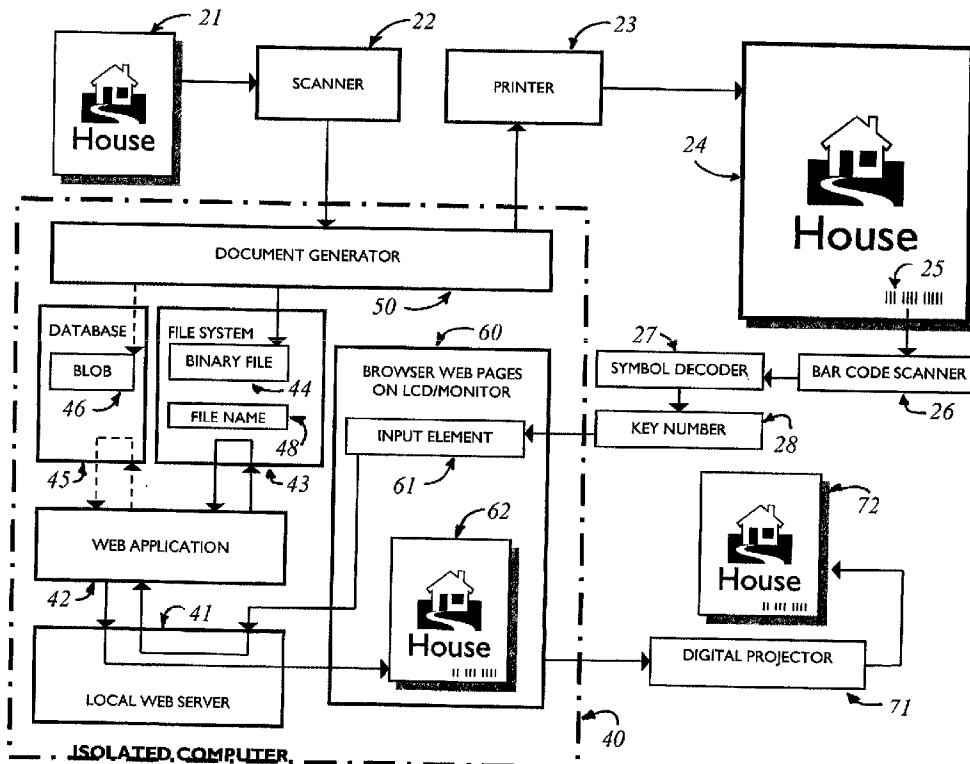 21
22
23
SCANNER
PRINTER
House
24
House
25
DOCUMENT GENERATOR
50
60
27
DATABASE
FILE SYSTEM
BLOB
BINARY FILE
46
44
FILE NAME
48
45
43
BROWSER WEB PAGES
ON LCD/MONITOR
INPUT ELEMENT
61
SYMBOL DECODER
BAR CODE SCANNER
26
KEY NUMBER
28
62
72
WEB APPLICATION
42
41
House
House
LOCAL WEB SERVER
DIGITAL PROJECTOR
71
40
ISOLATED COMPUTER